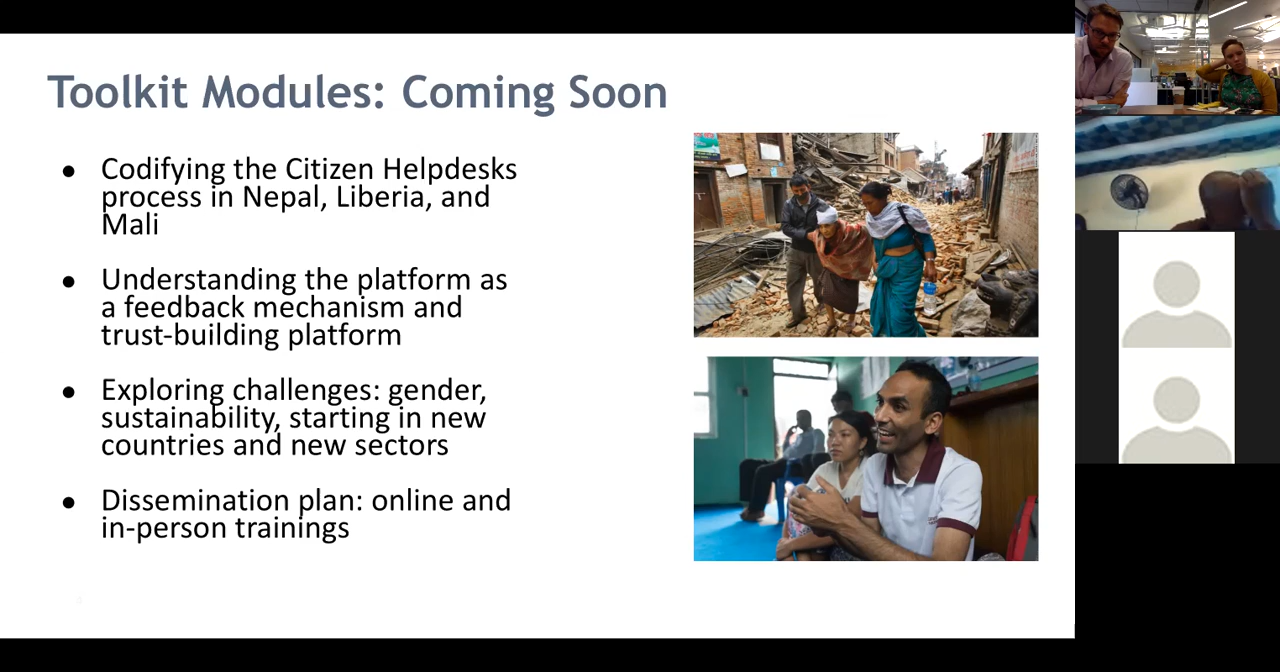 Toolkit Modules: Coming Soon
● Codifying the Citizen Helpdesks
process in Nepal, Liberia, and
Mali
● Understanding the platform as
a feedback mechanism and
trust-building platform
● Exploring challenges: gender,
sustainability, starting in new
countries and new sectors
● Dissemination plan: online and
in-person trainings